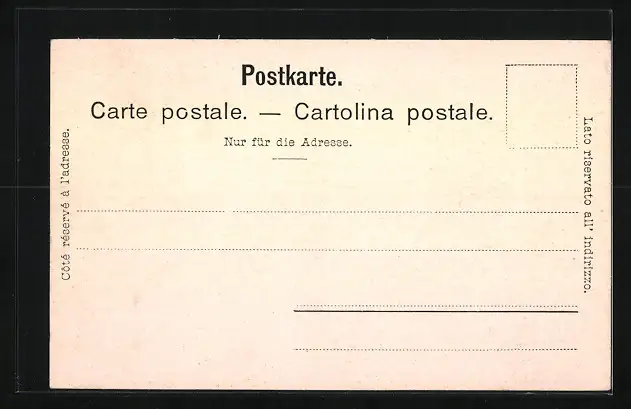 Postkarte.
Carte postale. — Cartolina postale.
Nur für die Adresse.
Côté réservé à l'adresse.
Lato riservato all' indirizzo.